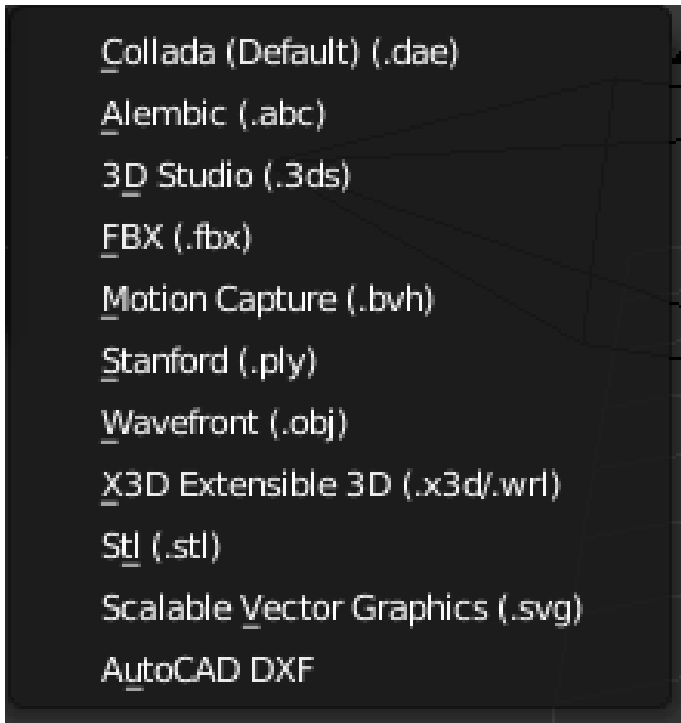 Collada (Default) (.dae)
Alembic (.abc)
3D Studio (.3ds)
FBX (.fbx)
Motion Capture (.bvh)
Stanford (.ply)
Wavefront (.obj)
X3D Extensible 3D (.x3d/.wrl)
Stl (.stl)
Scalable Vector Graphics (.svg)
AutoCAD DXF